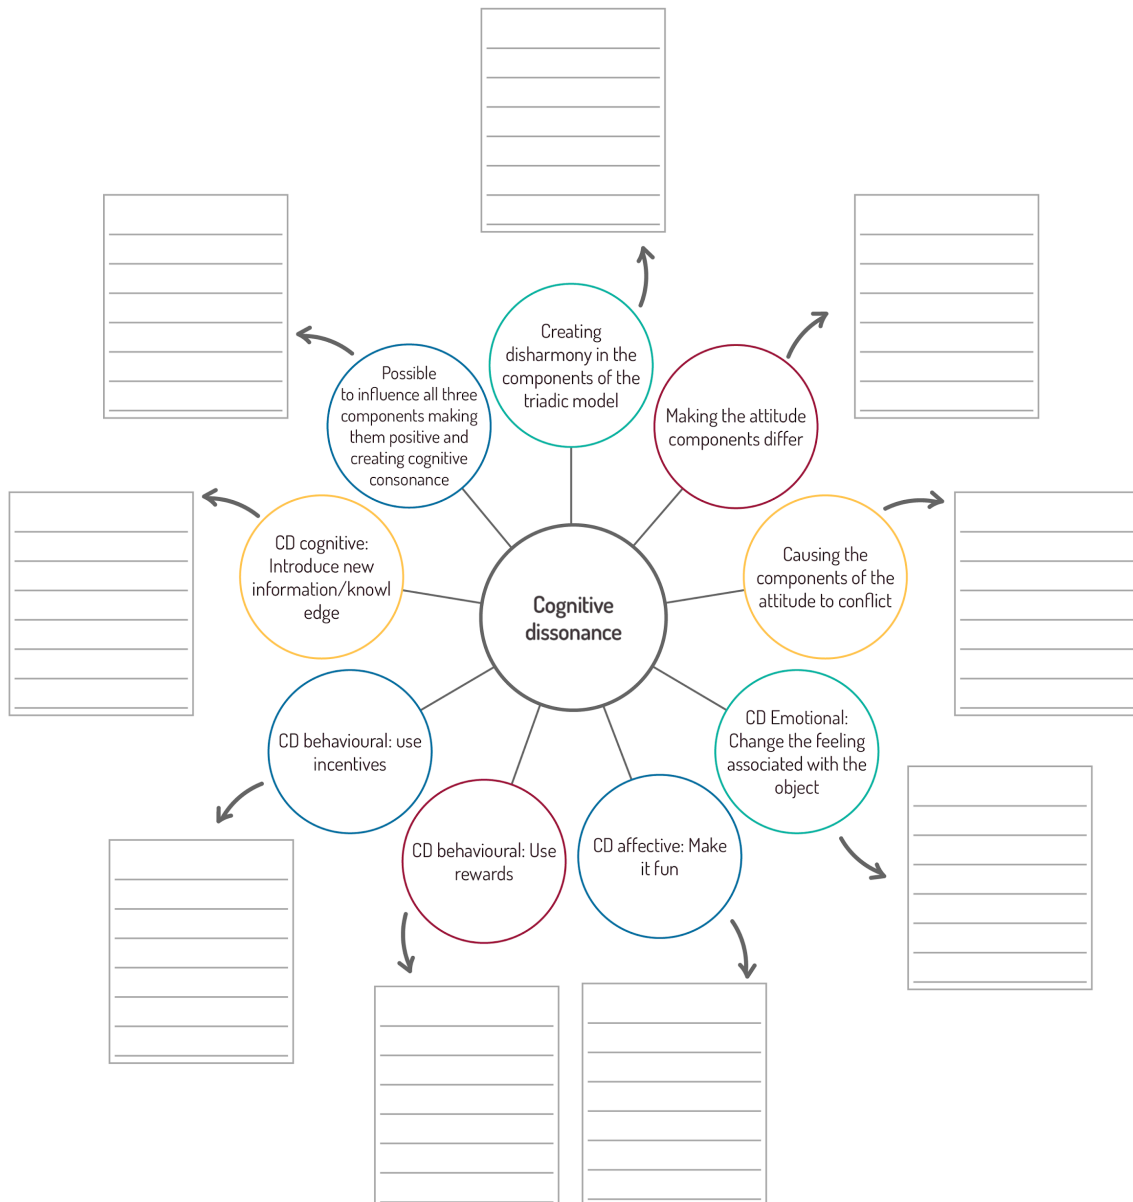 Creating
disharmony in the
components of the
triadic model
Making the attitude
components differ
Causing the
components of the
attitude to conflict
CD Emotional:
Change the feeling
associated with the
object
CD affective: Make
it fun
CD behavioural: Use
rewards
CD behavioural: use
incentives
CD cognitive:
Introduce new
information/knowl
edge
Possible
to influence all three
components making
them positive and
creating cognitive
consonance
Cognitive
dissonance